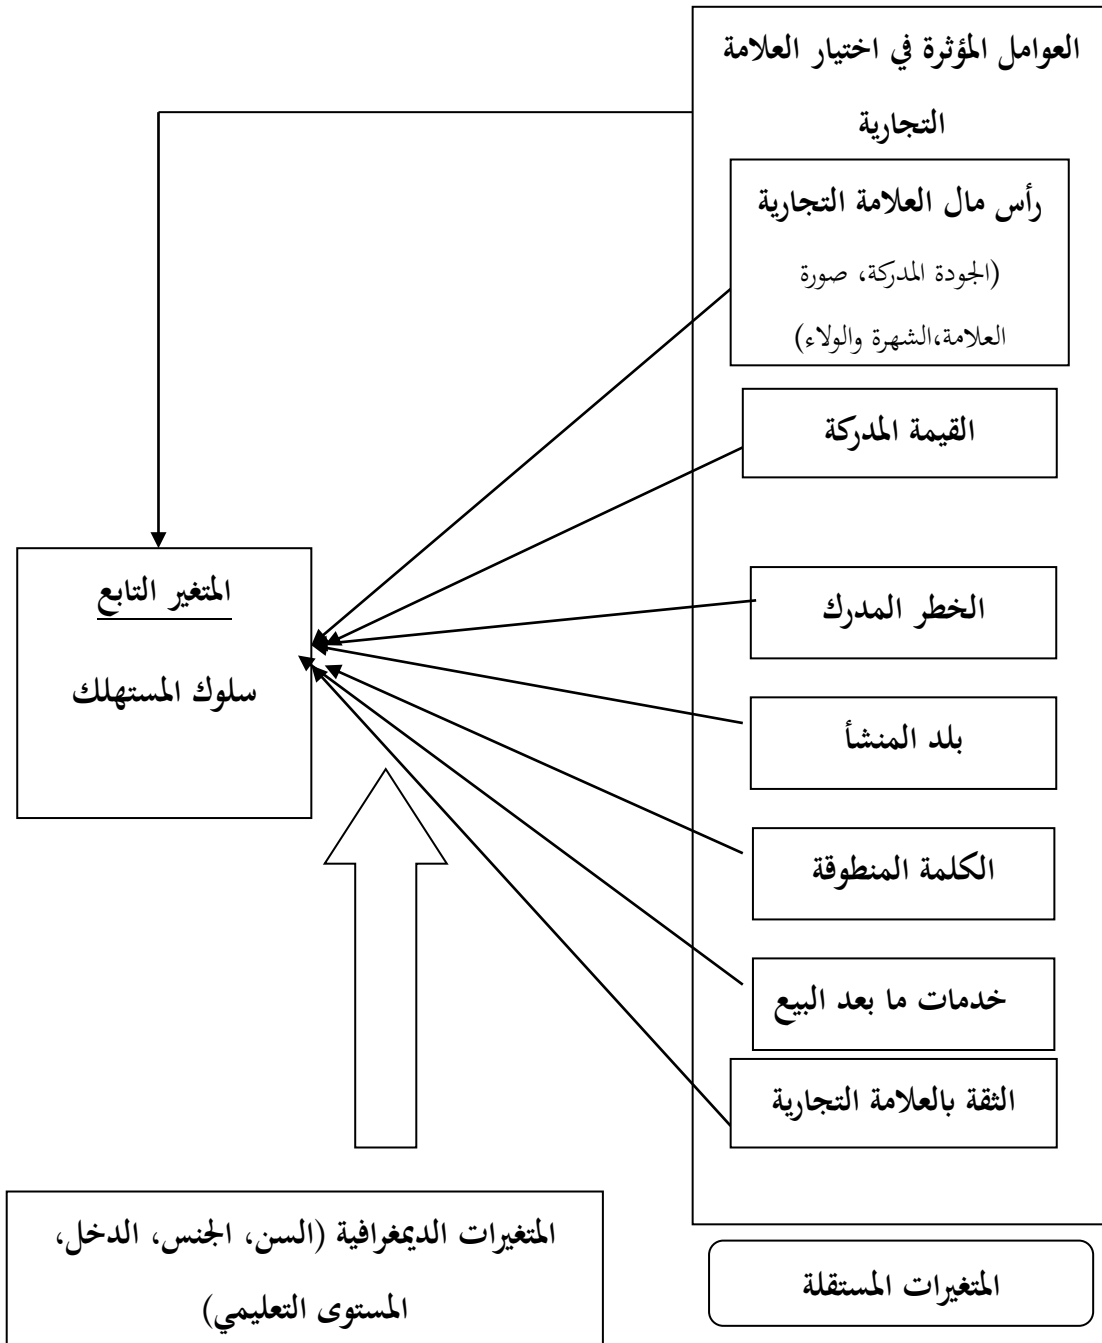 العوامل المؤثرة في اختيار العلامة
التجارية
رأس مال العلامة التجارية
(الجودة المدركة، صورة
العلامة،الشهرة والولاء)
القيمة المدركة
الخطر المدرك
بلد المنشأ
الكلمة المنطوقة
خدمات ما بعد البيع
الثقة بالعلامة التجارية
المتغيرات المستقلة
المتغير التابع
سلوك المستهلك
المتغيرات الديمغرافية (السن، الجنس، الدخل،
المستوى التعليمي)